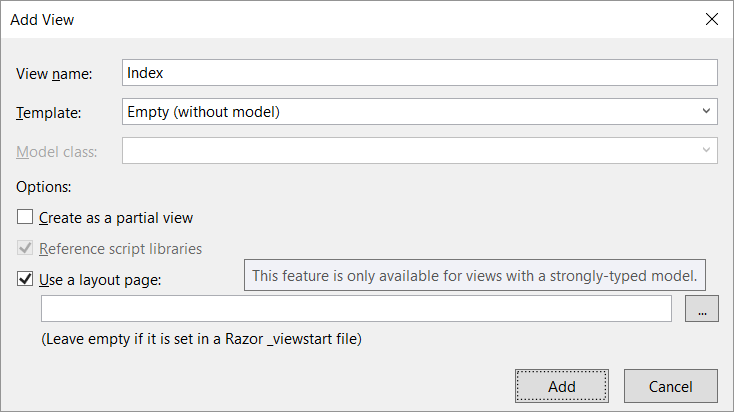 Add View
View name: Index
Template: Empty (without model)
Model class:
Options:
Create as a partial view
Reference script libraries
Use a layout page: This feature is only available for views with a strongly-typed model.
...
(Leave empty if it is set in a Razor _viewstart file)
Add Cancel